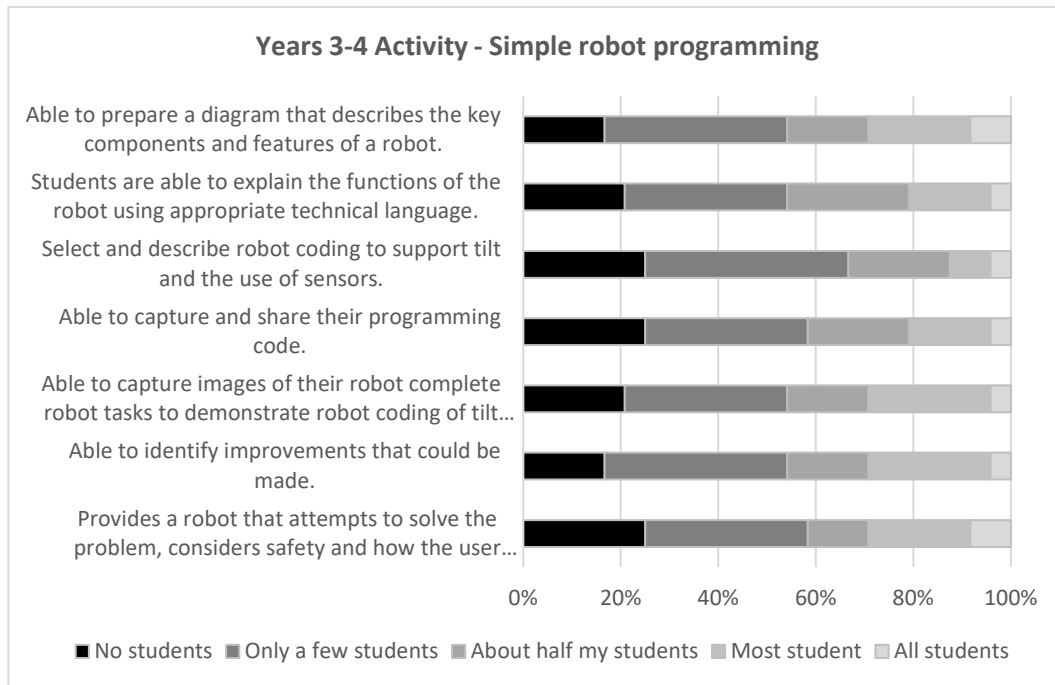 Years 3-4 Activity - Simple robot programming
Able to prepare a diagram that describes the key
components and features of a robot.
Students are able to explain the functions of the
robot using appropriate technical language.
Select and describe robot coding to support tilt
and the use of sensors.
Able to capture and share their programming
code.
Able to capture images of their robot complete
robot tasks to demonstrate robot coding of tilt...
Able to identify improvements that could be
made.
Provides a robot that attempts to solve the
problem, considers safety and how the user...
0% 20% 40% 60% 80% 100%
No students Only a few students About half my students Most student All students